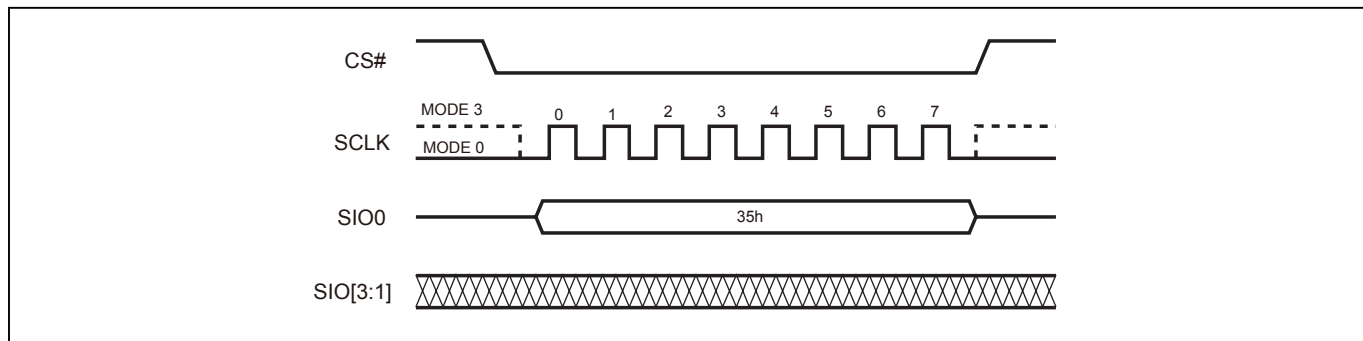 CS#
MODE 3
0 1 2 3 4 5 6 7
SCLK
MODE 0
SIO0
35h
SIO[3:1]